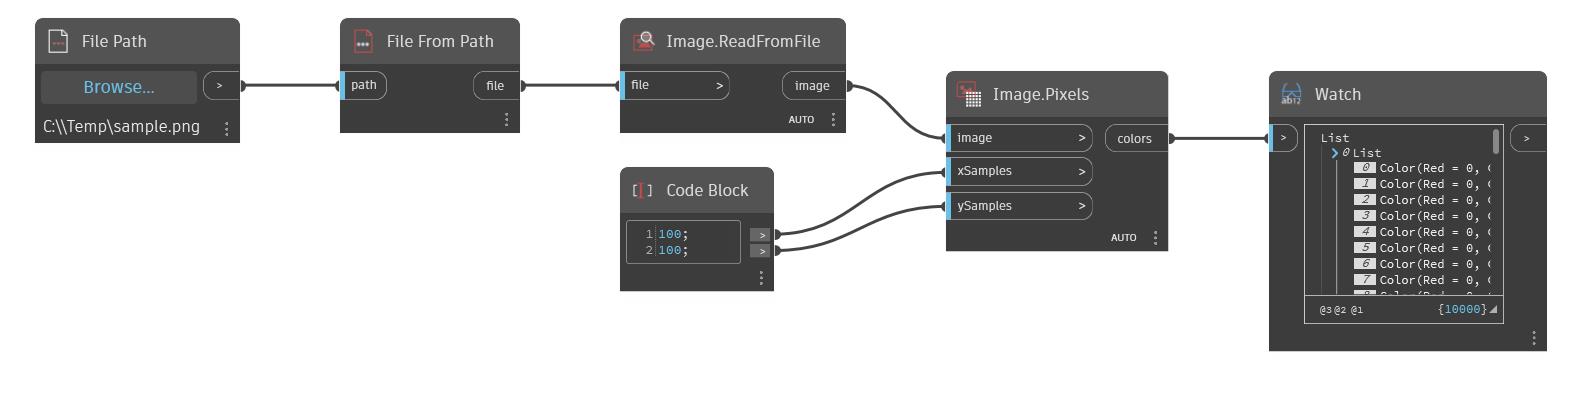 File Path
Browse...
>
C:\\Temp\sample.png
File From Path
path
file
Image.ReadFromFile
file >
image
AUTO
Code Block
1 100; >
2 100; >
Image.Pixels
image >
colors
xSamples >
ySamples >
AUTO
Watch
>
>
List
0 List
0 Color(Red = 0,
1 Color(Red = 0,
2 Color(Red = 0,
3 Color(Red = 0,
4 Color(Red = 0,
5 Color(Red = 0,
6 Color(Red = 0,
7 Color(Red = 0,
@3 @2 @1 {10000}